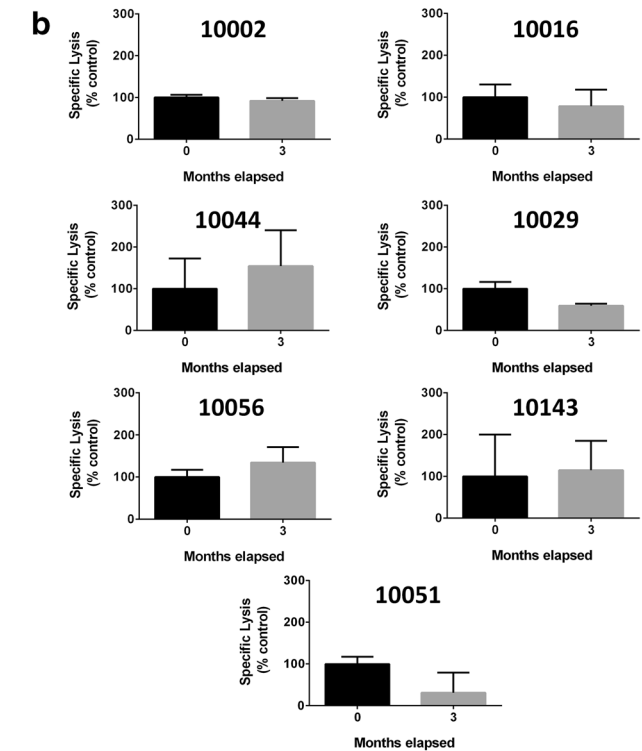 b
10002
Specific Lysis
(% control)
300
200
100
0
0 3
Months elapsed
10016
Specific Lysis
(% control)
300
200
100
0
0 3
Months elapsed
10044
Specific Lysis
(% control)
300
200
100
0
0 3
Months elapsed
10029
Specific Lysis
(% control)
300
200
100
0
0 3
Months elapsed
10056
Specific Lysis
(% control)
300
200
100
0
0 3
Months elapsed
10143
Specific Lysis
(% control)
300
200
100
0
0 3
Months elapsed
10051
Specific Lysis
(% control)
300
200
100
0
0 3
Months elapsed